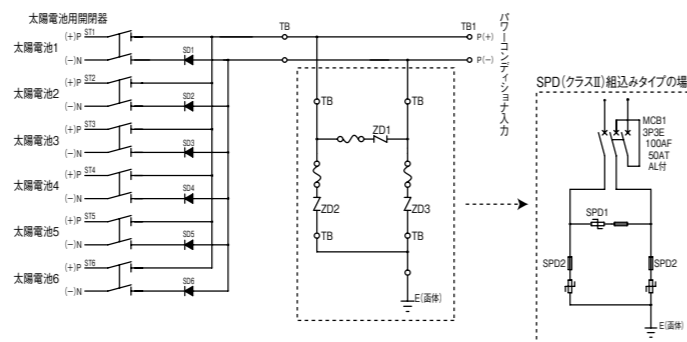 太陽電池用開閉器
太陽電池1
(+)P ST1
(−)N
SD1
太陽電池2
(+)P ST2
(−)N
SD2
太陽電池3
(+)P ST3
(−)N
SD3
太陽電池4
(+)P ST4
(−)N
SD4
太陽電池5
(+)P ST5
(−)N
SD5
太陽電池6
(+)P ST6
(−)N
SD6
TB
TB1
P(+)
P(−)
パワーコンディショナ入力
TB
TB
ZD1
ZD2
ZD3
TB
TB
E(函体)
SPD(クラスII)組込みタイプの場
MCB1
3P3E
100AF
50AT
AL付
SPD1
SPD2
SPD2
E(函体)